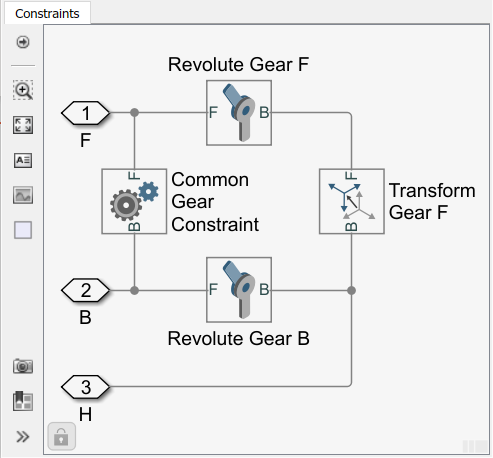 Constraints
Revolute Gear F
1
F
F
B
F
Common
Gear
Constraint
B
F
Transform
Gear F
B
2
B
F
B
Revolute Gear B
3
H